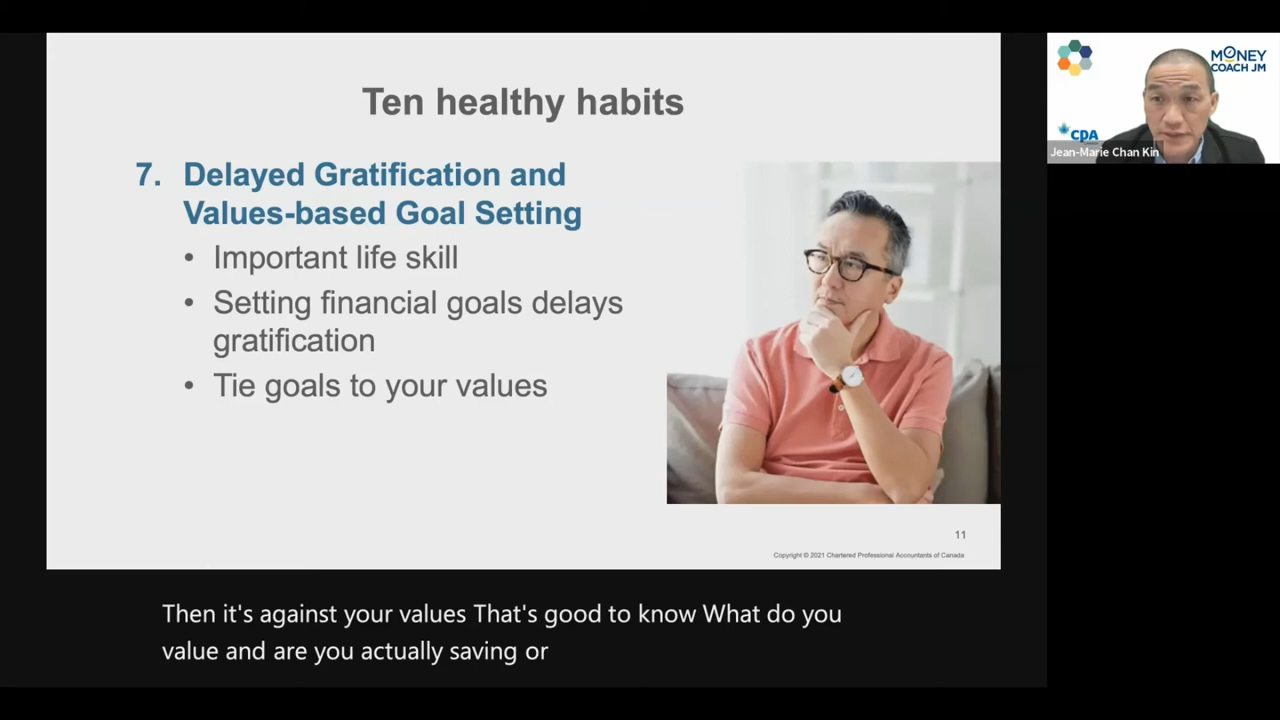 Ten healthy habits
7. Delayed Gratification and
Values-based Goal Setting
• Important life skill
• Setting financial goals delays
gratification
• Tie goals to your values
11
Copyright © 2021 Chartered Professional Accountants of Canada
MONEY
COACH JM
CPA
Jean-Marie Chan Kin
Then it's against your values That's good to know What do you
value and are you actually saving or